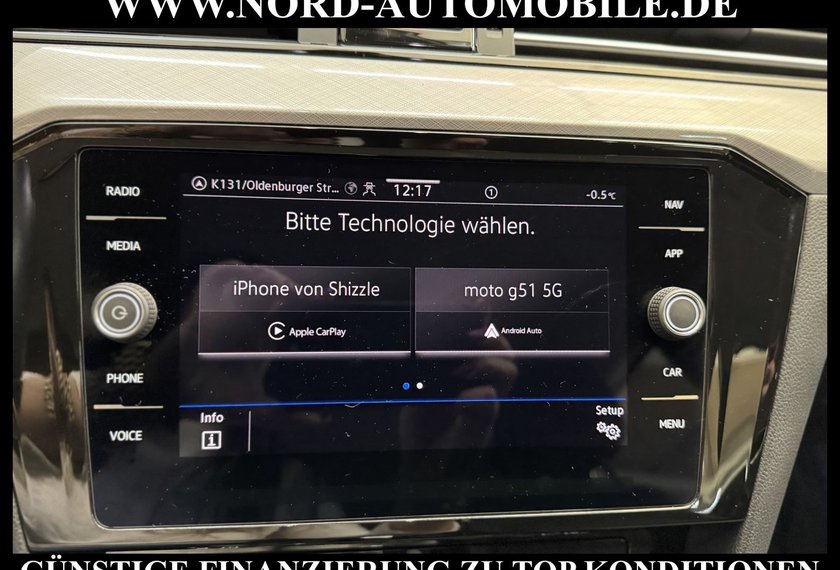 WWW.NORD-AUTOMOBILE.DE
K131/Oldenburger Str... 12:17 1 -0.5°C
RADIO
NAV
Bitte Technologie wählen.
MEDIA
APP
iPhone von Shizzle moto g51 5G
Apple CarPlay Android Auto
PHONE
CAR
Info Setup
VOICE
MENU
GÜNSTIGE FINANZIERUNG ZU TOP KONDITIONEN